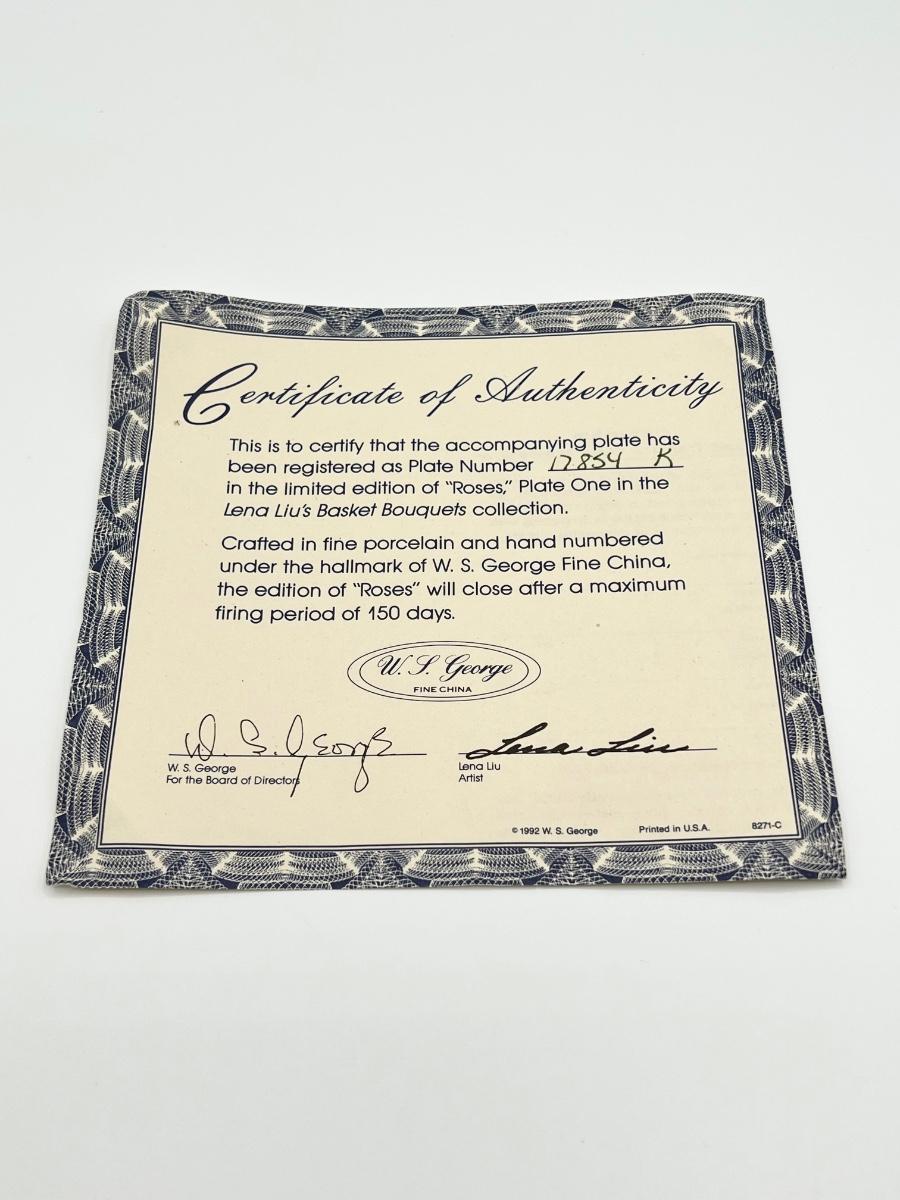 Certificate of Authenticity
This is to certify that the accompanying plate has
been registered as Plate Number 17854 K
in the limited edition of "Roses," Plate One in the
Lena Liu's Basket Bouquets collection.
Crafted in fine porcelain and hand numbered
under the hallmark of W. S. George Fine China,
the edition of "Roses" will close after a maximum
firing period of 150 days.
W. S. George
FINE CHINA
W. S. George
Lena Liu
W. S. George
For the Board of Directors
Lena Liu
Artist
© 1992 W. S. George Printed in U.S.A. 8271-C